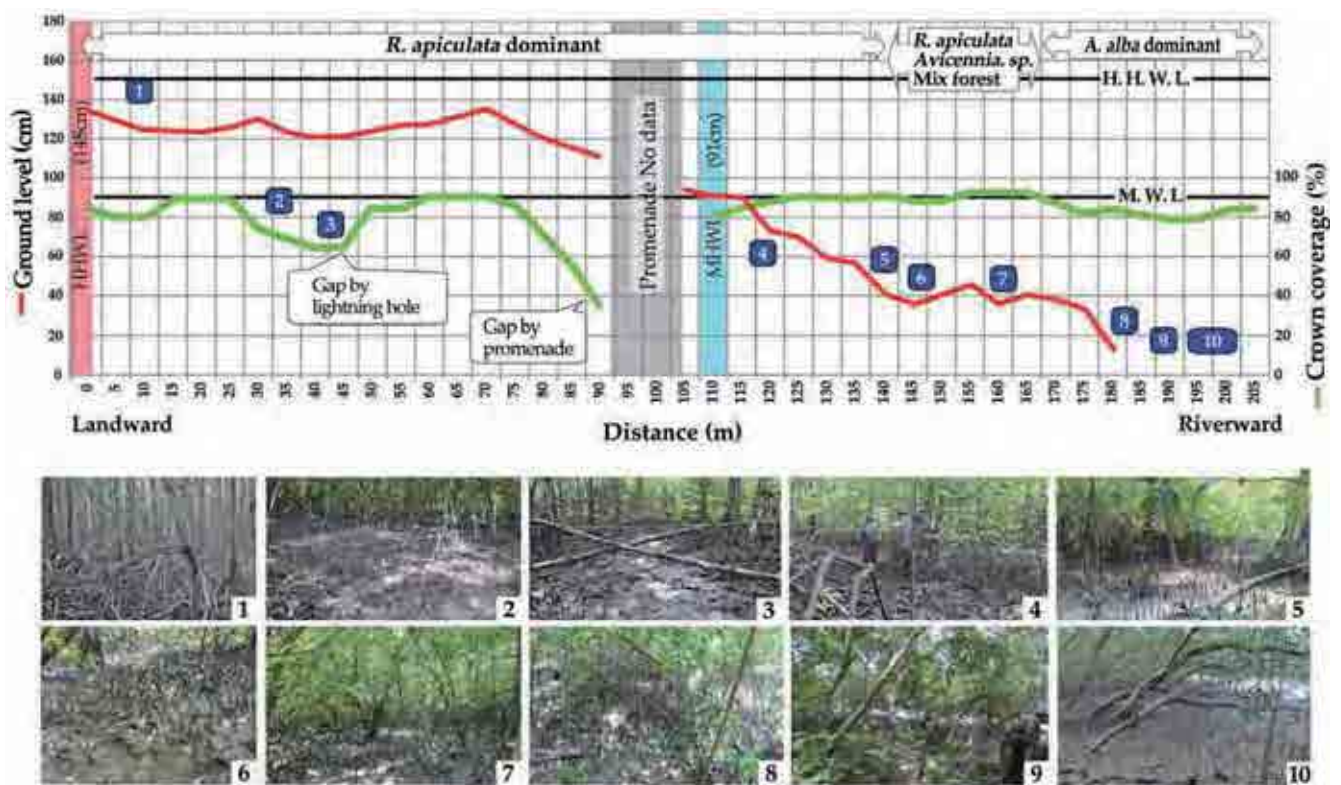 180
160
140
120
100
80
60
40
20
0
Ground level (cm)
R. apiculata dominant
R. apiculata
Avicennia. sp.
Mix forest
A. alba dominant
H. H. W. L.
M. W. L.
(148cm)
Promenade No data
(91cm)
1
2
3
4
5
6
7
8
9
10
Gap by
lightning hole
Gap by
promenade
100
80
60
40
20
0
Crown coverage (%)
0 5 10 15 20 25 30 35 40 45 50 55 60 65 70 75 80 85 90 95 100 105 110 115 120 125 130 135 140 145 150 155 160 165 170 175 180 185 190 195 200 205
Landward
Distance (m)
Riverward
1
2
3
4
5
6
7
8
9
10